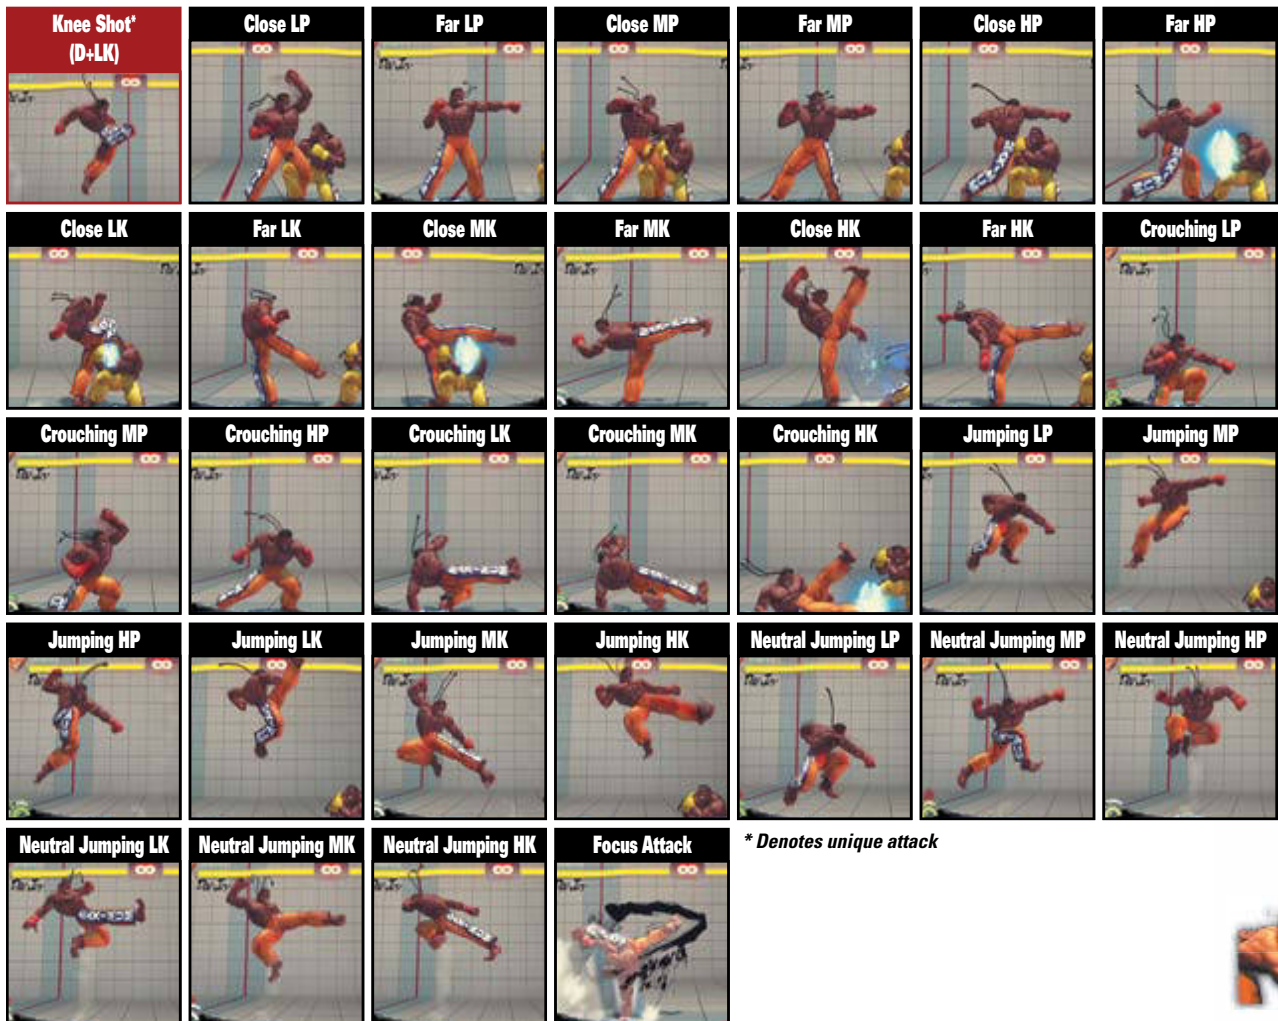 Knee Shot*
(D+LK)
Close LP
Far LP
Close MP
Far MP
Close HP
Far HP
Close LK
Far LK
Close MK
Far MK
Close HK
Far HK
Crouching LP
Crouching MP
Crouching HP
Crouching LK
Crouching MK
Crouching HK
Jumping LP
Jumping MP
Jumping HP
Jumping LK
Jumping MK
Jumping HK
Neutral Jumping LP
Neutral Jumping MP
Neutral Jumping HP
Neutral Jumping LK
Neutral Jumping MK
Neutral Jumping HK
Focus Attack
* Denotes unique attack